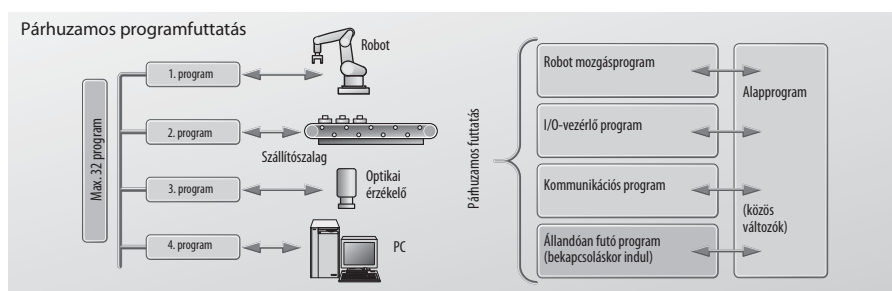 Párhuzamos programfuttatás
Max. 32 program
1. program
Robot
2. program
Szállítószalag
3. program
Optikai
érzékelő
4. program
PC
Párhuzamos futtatás
Robot mozgásprogram
I/O-vezérlő program
Kommunikációs program
Állandóan futó program
(bekapcsoláskor indul)
Alapprogram
(közös
változók)